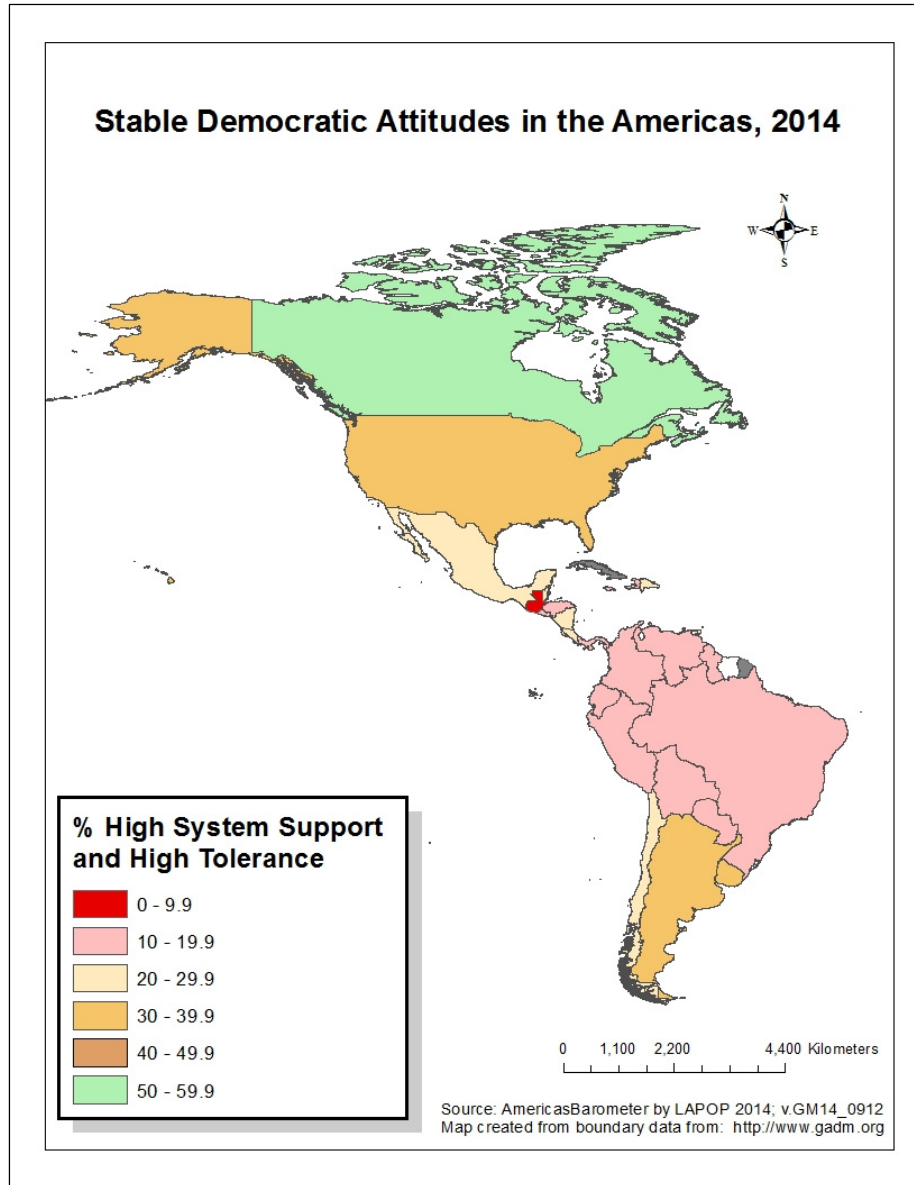 Stable Democratic Attitudes in the Americas, 2014
N
W E
S
% High System Support
and High Tolerance
0 - 9.9
10 - 19.9
20 - 29.9
30 - 39.9
40 - 49.9
50 - 59.9
0 1,100 2,200 4,400 Kilometers
Source: AmericasBarometer by LAPOP 2014; v.GM14_0912
Map created from boundary data from: http://www.gadm.org